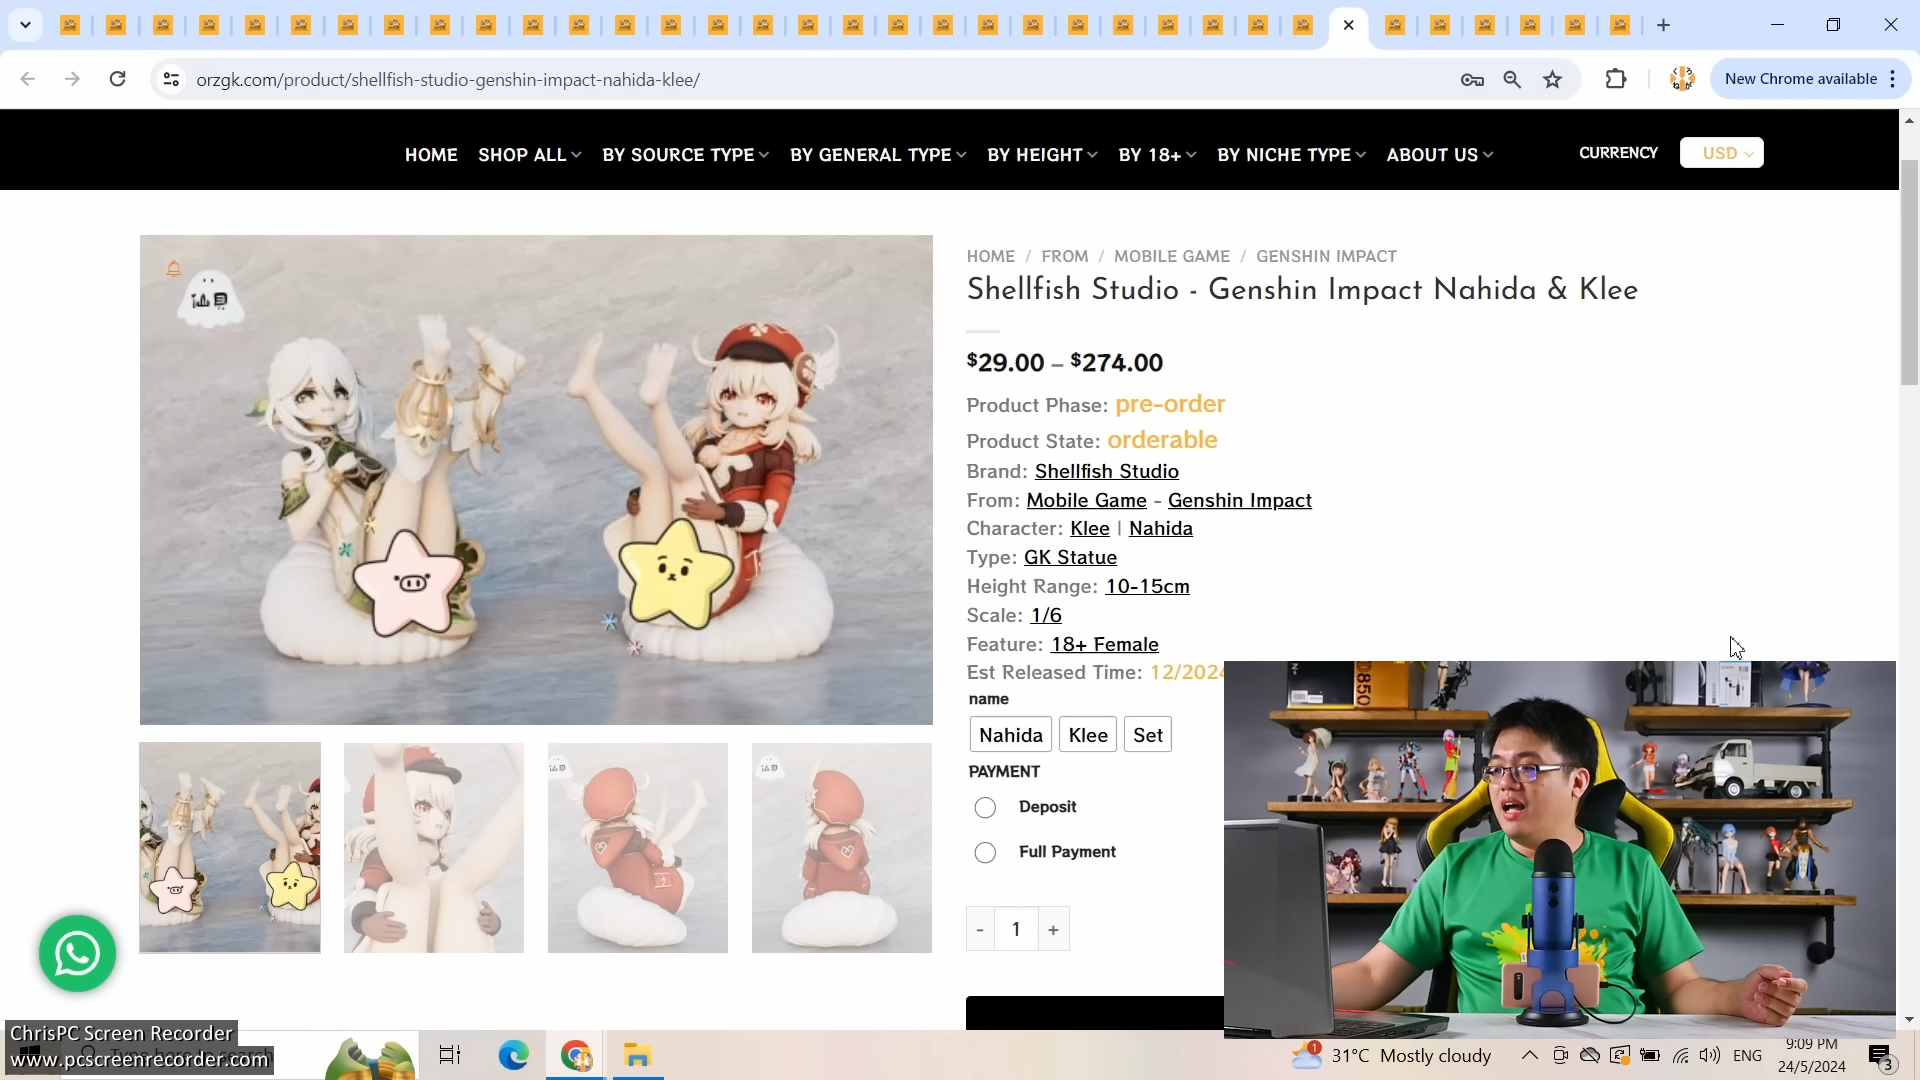 orzgk.com/product/shellfish-studio-genshin-impact-nahida-klee/
New Chrome available
HOME SHOP ALL BY SOURCE TYPE BY GENERAL TYPE BY HEIGHT BY 18+ BY NICHE TYPE ABOUT US CURRENCY USD
HOME / FROM / MOBILE GAME / GENSHIN IMPACT
Shellfish Studio - Genshin Impact Nahida & Klee
$29.00 – $274.00
Product Phase: pre-order
Product State: orderable
Brand: Shellfish Studio
From: Mobile Game - Genshin Impact
Character: Klee | Nahida
Type: GK Statue
Height Range: 10-15cm
Scale: 1/6
Feature: 18+ Female
Est Released Time: 12/2024
name
Nahida Klee Set
PAYMENT
Deposit
Full Payment
- 1 +
ChrisPC Screen Recorder
www.pcscreenrecorder.com
1
31°C Mostly cloudy
ENG
9:09 PM
24/5/2024
3